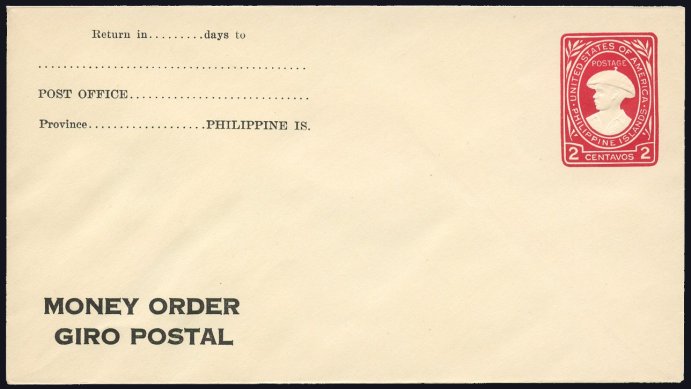 Return in.........days to
............................................
POST OFFICE..............................
Province...................PHILIPPINE IS.
UNITED STATES OF AMERICA
POSTAGE
PHILIPPINE ISLANDS
2 CENTAVOS 2
MONEY ORDER
GIRO POSTAL